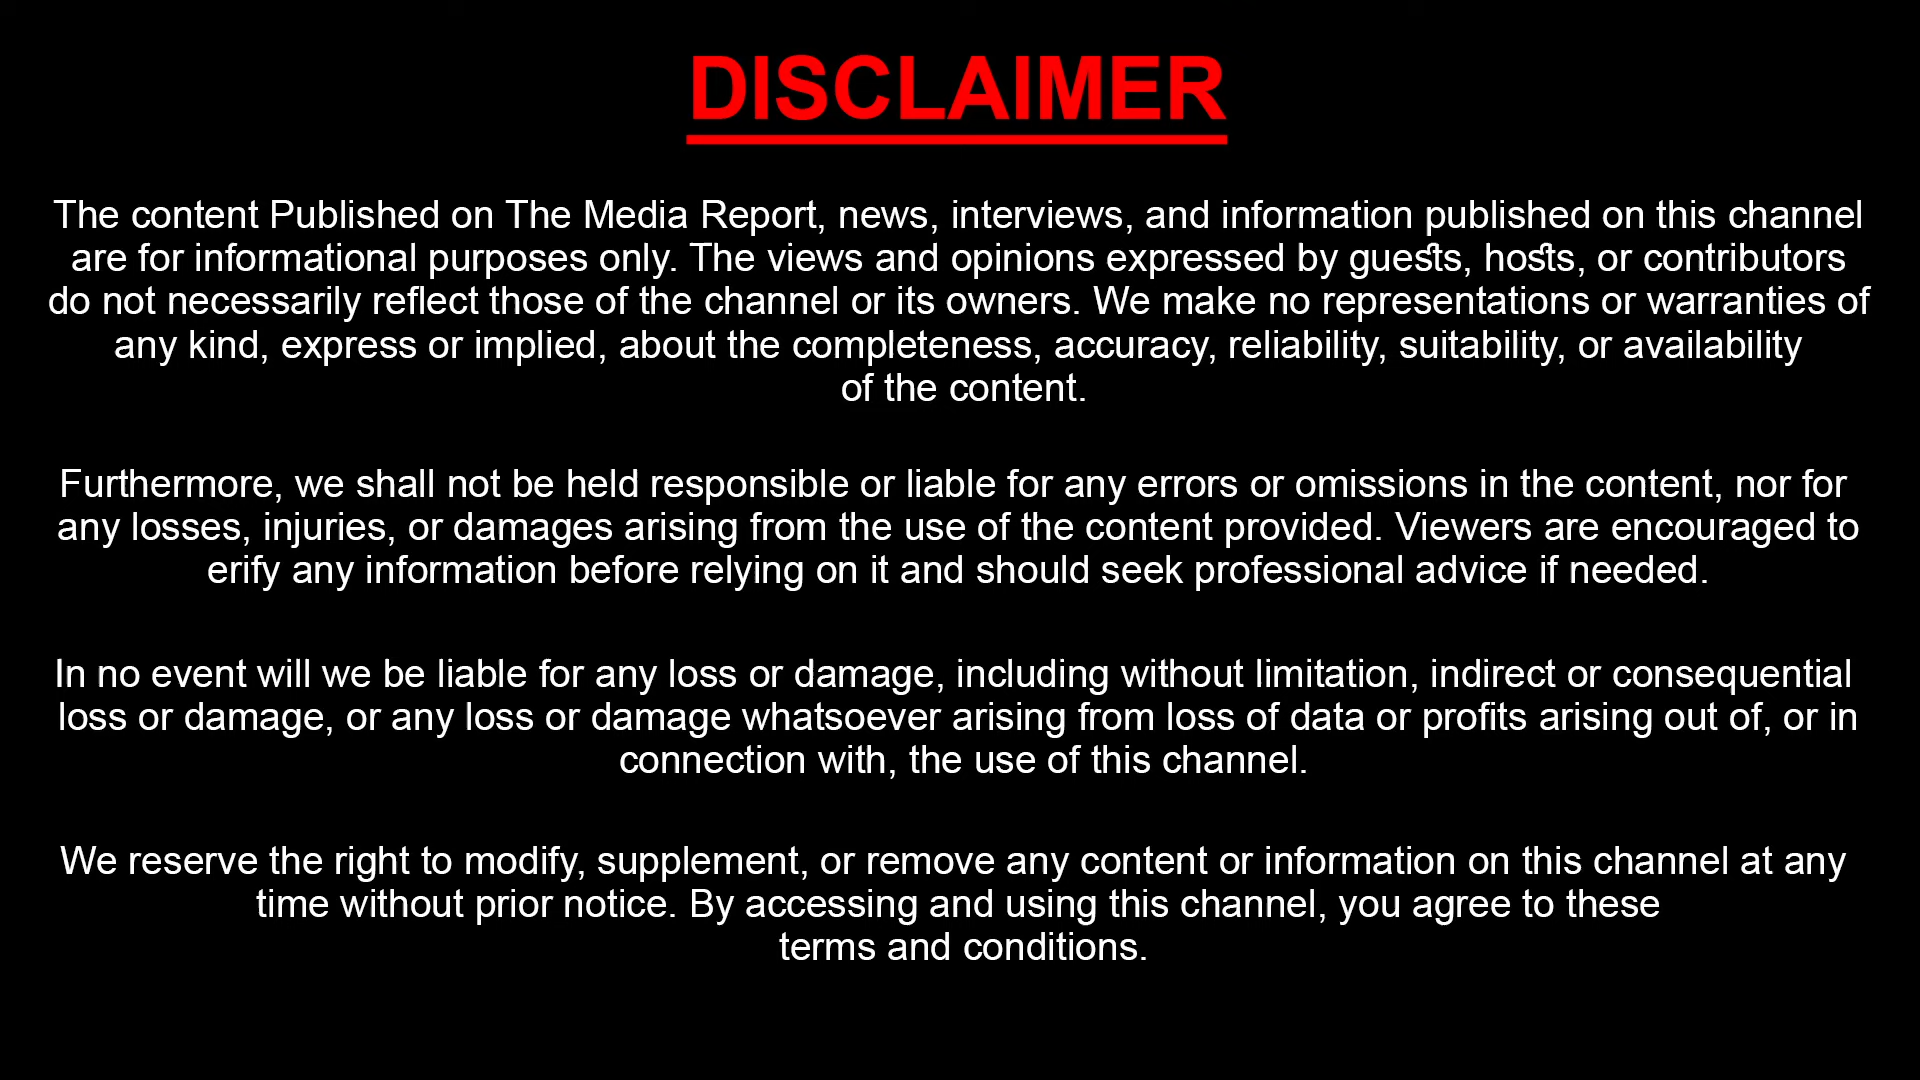 DISCLAIMER
The content Published on The Media Report, news, interviews, and information published on this channel
are for informational purposes only. The views and opinions expressed by guests, hosts, or contributors
do not necessarily reflect those of the channel or its owners. We make no representations or warranties of
any kind, express or implied, about the completeness, accuracy, reliability, suitability, or availability
of the content.
Furthermore, we shall not be held responsible or liable for any errors or omissions in the content, nor for
any losses, injuries, or damages arising from the use of the content provided. Viewers are encouraged to
erify any information before relying on it and should seek professional advice if needed.
In no event will we be liable for any loss or damage, including without limitation, indirect or consequential
loss or damage, or any loss or damage whatsoever arising from loss of data or profits arising out of, or in
connection with, the use of this channel.
We reserve the right to modify, supplement, or remove any content or information on this channel at any
time without prior notice. By accessing and using this channel, you agree to these
terms and conditions.